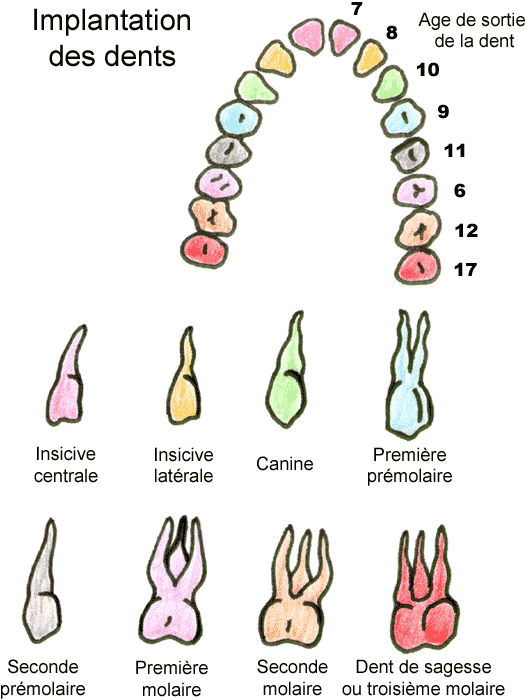 Implantation
des dents
Age de sortie
de la dent
7
8
10
9
11
6
12
17
Insicive
centrale
Insicive
latérale
Canine
Première
prémolaire
Seconde
prémolaire
Première
molaire
Seconde
molaire
Dent de sagesse
ou troisième molaire